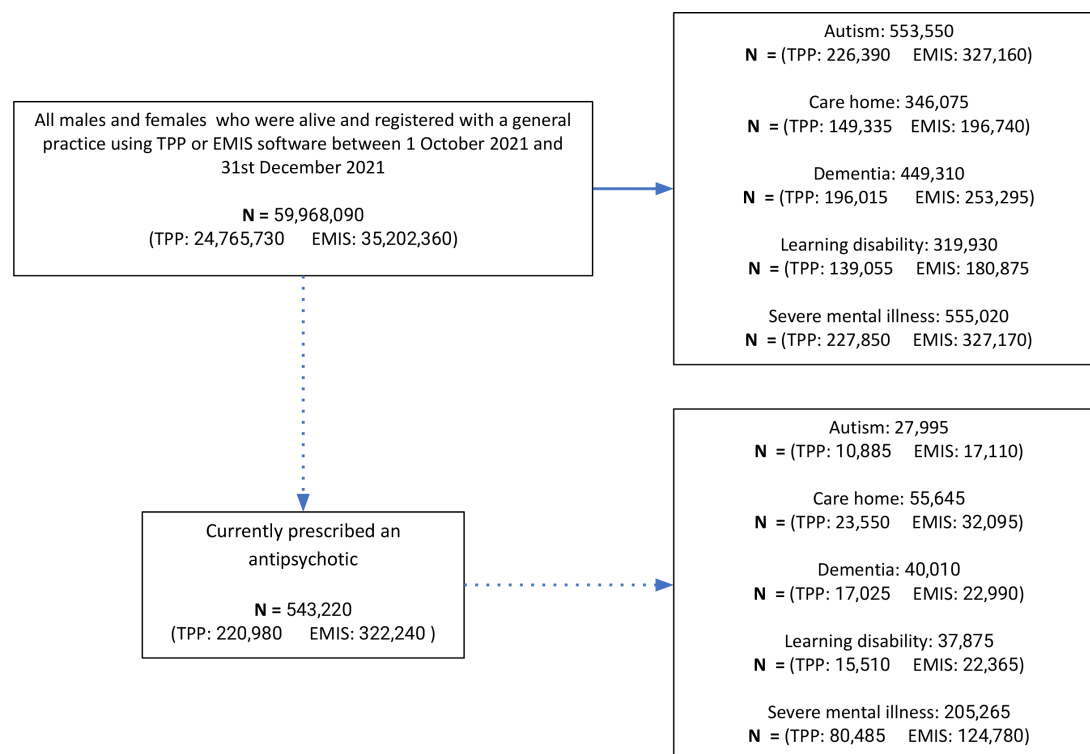 All males and females who were alive and registered with a general
practice using TPP or EMIS software between 1 October 2021 and
31st December 2021
N = 59,968,090
(TPP: 24,765,730 EMIS: 35,202,360)
Autism: 553,550
N = (TPP: 226,390 EMIS: 327,160)
Care home: 346,075
N = (TPP: 149,335 EMIS: 196,740)
Dementia: 449,310
N = (TPP: 196,015 EMIS: 253,295)
Learning disability: 319,930
N = (TPP: 139,055 EMIS: 180,875
Severe mental illness: 555,020
N = (TPP: 227,850 EMIS: 327,170)
Currently prescribed an
antipsychotic
N = 543,220
(TPP: 220,980 EMIS: 322,240 )
Autism: 27,995
N = (TPP: 10,885 EMIS: 17,110)
Care home: 55,645
N = (TPP: 23,550 EMIS: 32,095)
Dementia: 40,010
N = (TPP: 17,025 EMIS: 22,990)
Learning disability: 37,875
N = (TPP: 15,510 EMIS: 22,365)
Severe mental illness: 205,265
N = (TPP: 80,485 EMIS: 124,780)